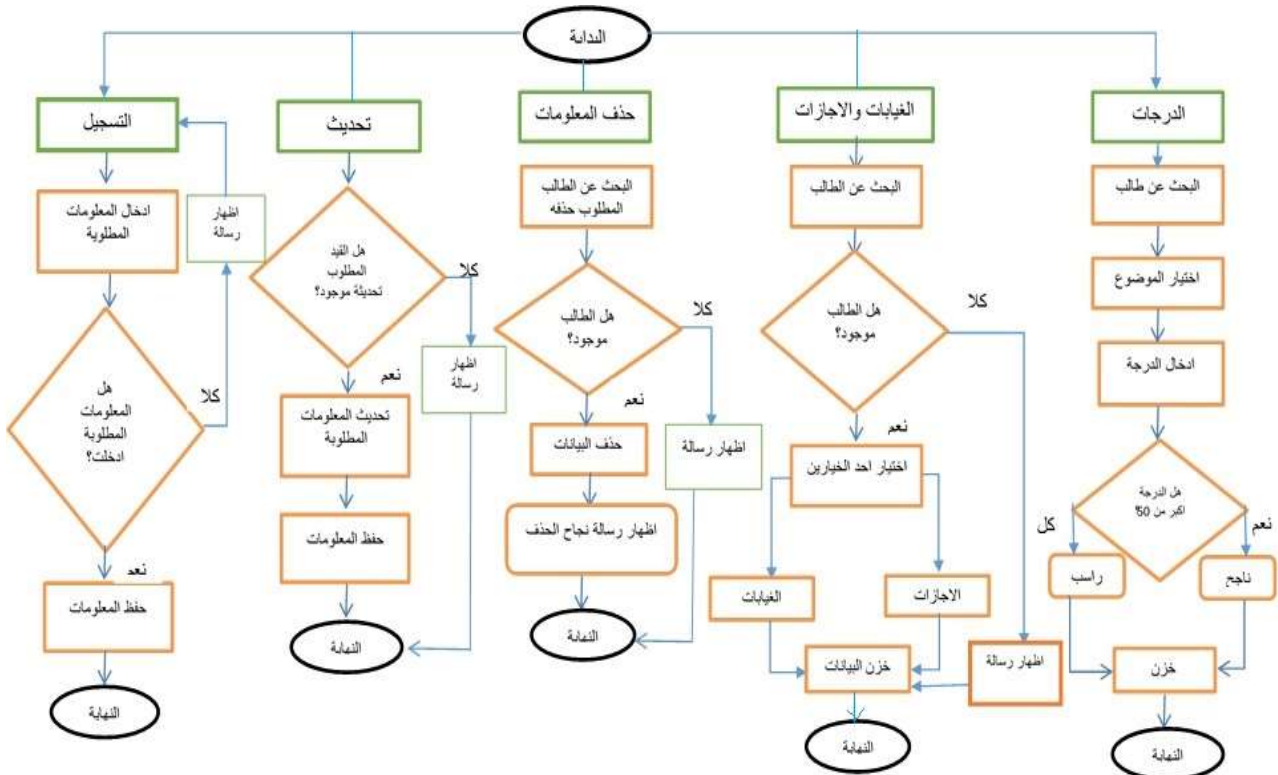 البداية
الدرجات
البحث عن طالب
اختيار الموضوع
ادخال الدرجة
هل الدرجة
اكبر من 50؟
نعم
كل
ناجح
راسب
خزن
النهاية
الغيابات والاجازات
البحث عن الطالب
هل الطالب
موجود؟
كلا
نعم
اختيار احد الخيارين
الاجازات
الغيابات
خزن البيانات
اظهار رسالة
النهاية
حذف المعلومات
البحث عن الطالب
المطلوب حذفه
هل الطالب
موجود؟
كلا
نعم
حذف البيانات
اظهار رسالة
اظهار رسالة نجاح الحذف
النهاية
تحديث
هل القيد
المطلوب
تحديثة موجود؟
كلا
نعم
اظهار
رسالة
تحديث المعلومات
المطلوبة
حفظ المعلومات
النهاية
التسجيل
ادخال المعلومات
المطلوبة
اظهار
رسالة
هل
المعلومات
المطلوبة
ادخلت؟
كلا
حفظ المعلومات
النهاية